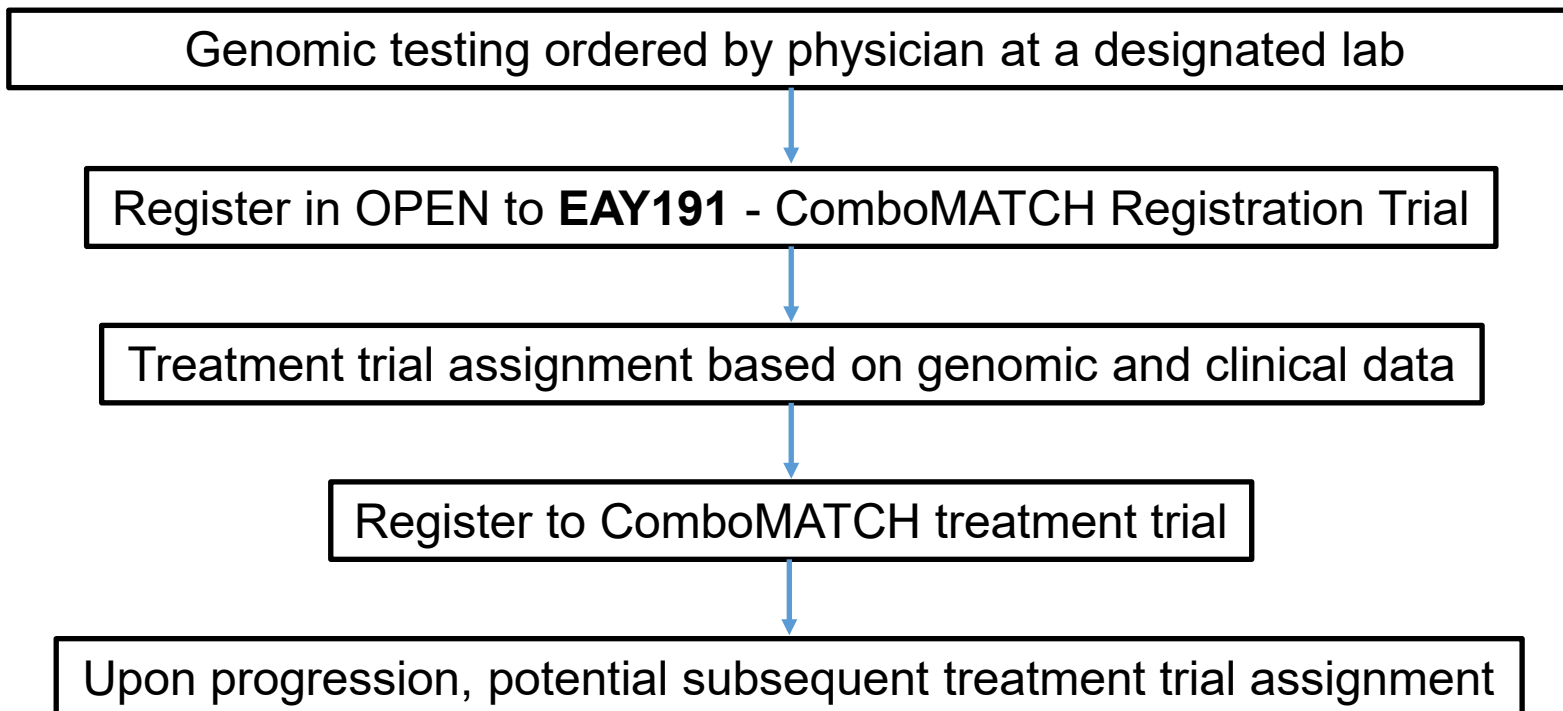 Genomic testing ordered by physician at a designated lab
Register in OPEN to EAY191 - ComboMATCH Registration Trial
Treatment trial assignment based on genomic and clinical data
Register to ComboMATCH treatment trial
Upon progression, potential subsequent treatment trial assignment